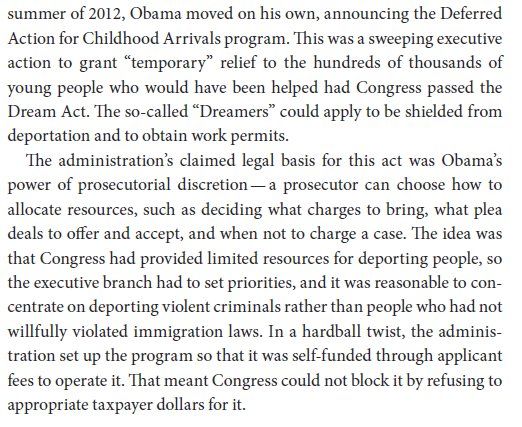 summer of 2012, Obama moved on his own, announcing the Deferred
Action for Childhood Arrivals program. This was a sweeping executive
action to grant “temporary” relief to the hundreds of thousands of
young people who would have been helped had Congress passed the
Dream Act. The so-called “Dreamers” could apply to be shielded from
deportation and to obtain work permits.
The administration’s claimed legal basis for this act was Obama’s
power of prosecutorial discretion — a prosecutor can choose how to
allocate resources, such as deciding what charges to bring, what plea
deals to offer and accept, and when not to charge a case. The idea was
that Congress had provided limited resources for deporting people, so
the executive branch had to set priorities, and it was reasonable to con-
centrate on deporting violent criminals rather than people who had not
willfully violated immigration laws. In a hardball twist, the adminis-
tration set up the program so that it was self-funded through applicant
fees to operate it. That meant Congress could not block it by refusing to
appropriate taxpayer dollars for it.